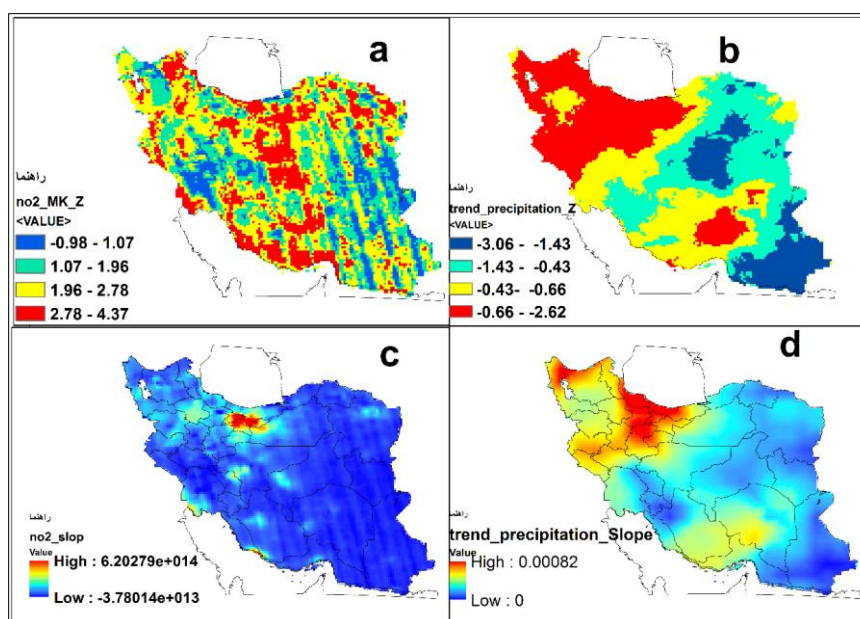 a
راهنما
no2_MK_Z
<VALUE>
-0.98 - 1.07
1.07 - 1.96
1.96 - 2.78
2.78 - 4.37
b
راهنما
trend_precipitation_Z
<VALUE>
-3.06 - -1.43
-1.43 - -0.43
-0.43- -0.66
-0.66 - -2.62
c
راهنما
no2_slop
Value
High : 6.20279e+014
Low : -3.78014e+013
d
راهنما
trend_precipitation_Slope
Value
High : 0.00082
Low : 0